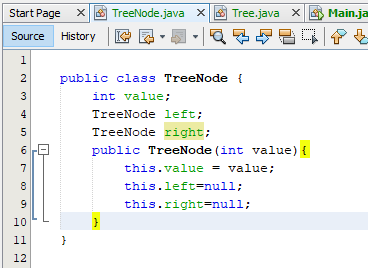 Start Page TreeNode.java Tree.java Main.ja
Source History
1
2 public class TreeNode {
3 int value;
4 TreeNode left;
5 TreeNode right;
6 public TreeNode(int value){
7 this.value = value;
8 this.left=null;
9 this.right=null;
10 }
11 }